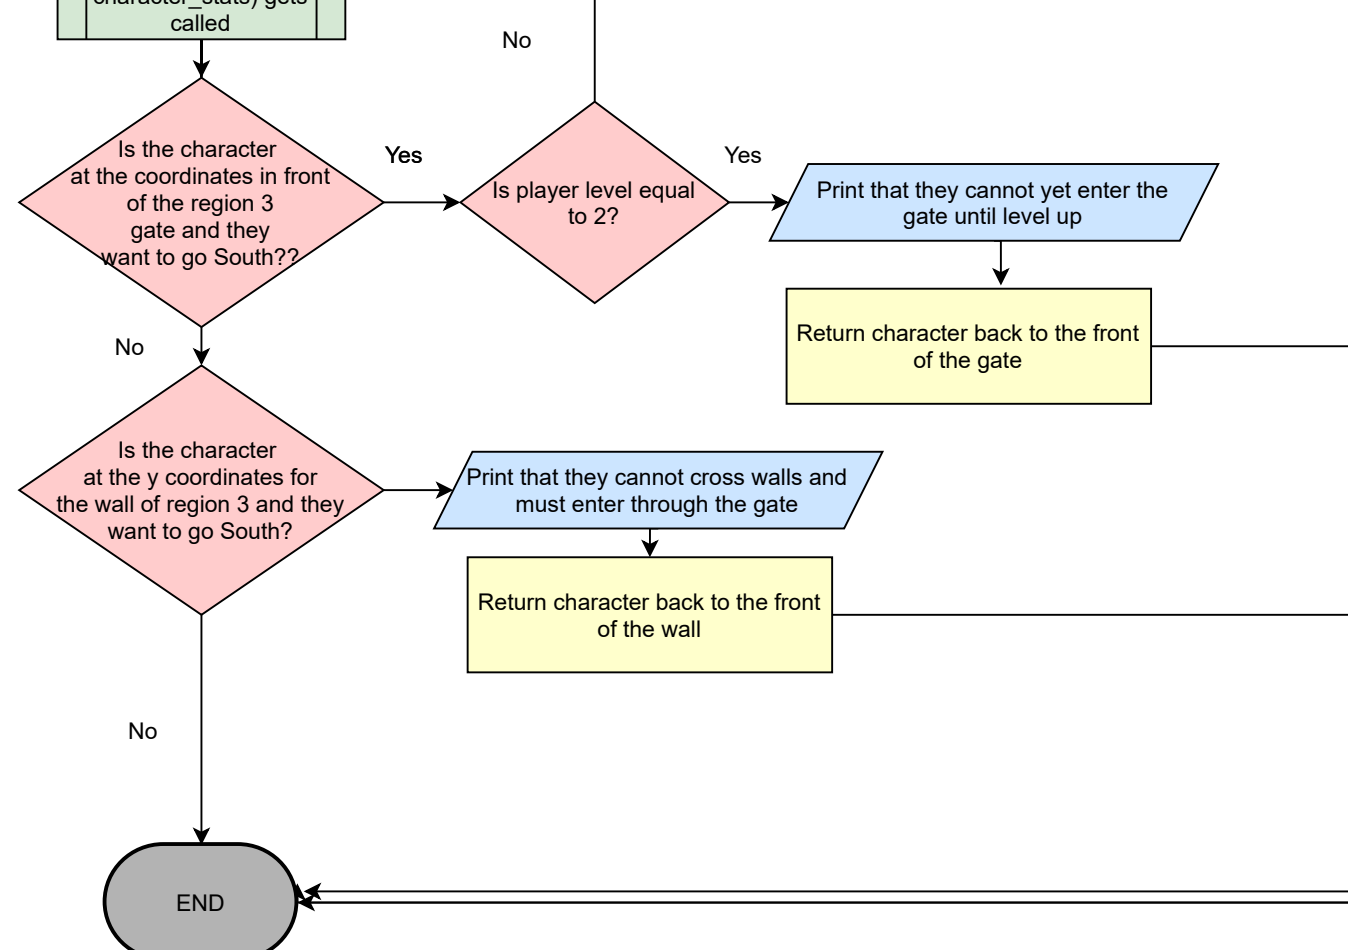 character_stats) gets
called
No
Is the character
at the coordinates in front
of the region 3
gate and they
want to go South??
Yes
Is player level equal
to 2?
Yes
Print that they cannot yet enter the
gate until level up
Return character back to the front
of the gate
No
Is the character
at the y coordinates for
the wall of region 3 and they
want to go South?
Print that they cannot cross walls and
must enter through the gate
Return character back to the front
of the wall
No
END